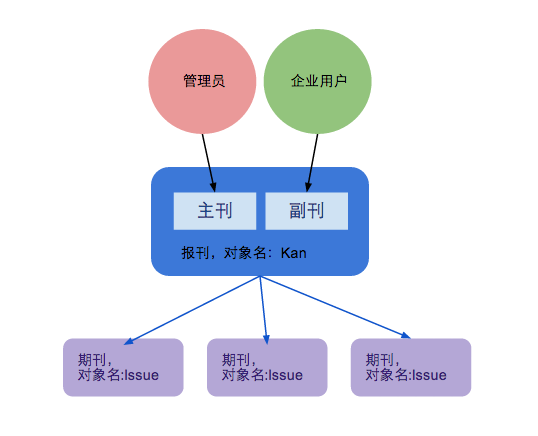 管理员
企业用户
主刊
副刊
报刊，对象名：Kan
期刊，
对象名:Issue
期刊，
对象名:Issue
期刊，
对象名:Issue